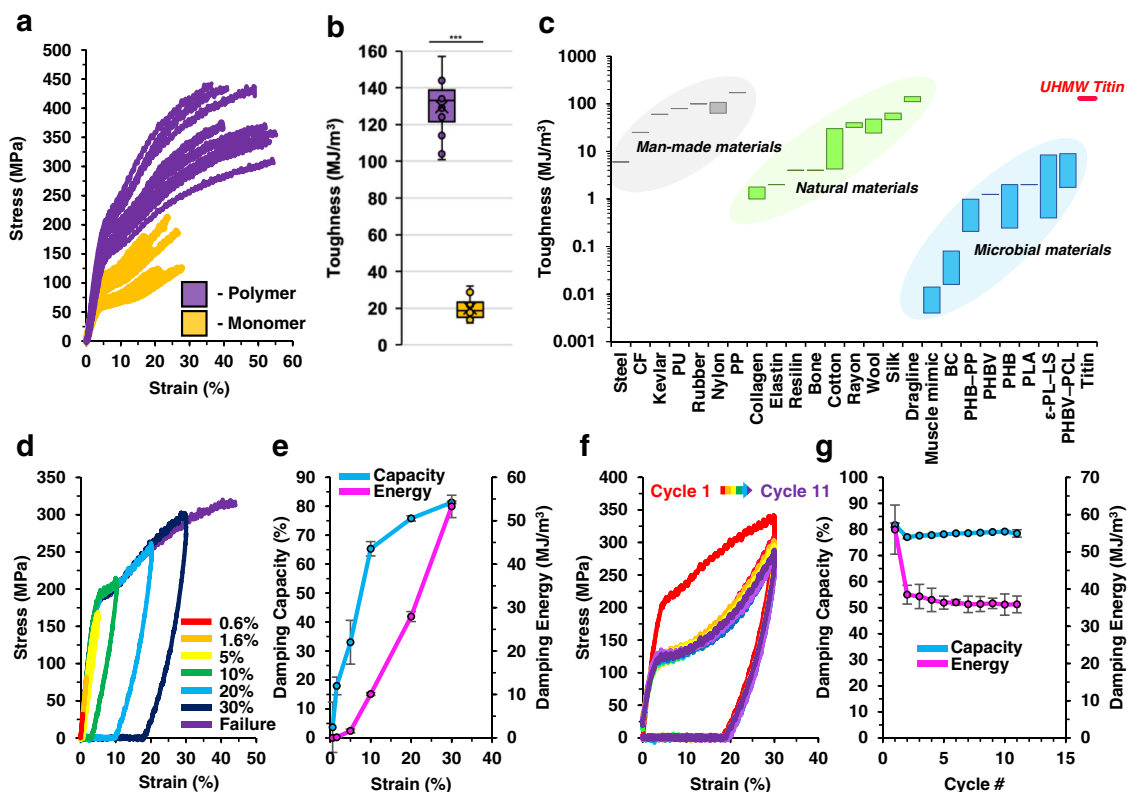 a
500
450
400
350
300
250
200
150
100
50
0
Stress (MPa)
0 10 20 30 40 50 60
Strain (%)
- Polymer
- Monomer
b
***
160
140
120
100
80
60
40
20
0
Toughness (MJ/m³)
c
1000
100
10
1
0.1
0.01
0.001
Toughness (MJ/m³)
UHMW Titin
Man-made materials
Natural materials
Microbial materials
Steel
CF
Kevlar
PU
Rubber
Nylon
PP
Collagen
Elastin
Resilin
Bone
Cotton
Rayon
Wool
Silk
Dragline
Muscle mimic
BC
PHB–PP
PHBV
PHB
PLA
ε-PL–LS
PHBV–PCL
Titin
d
350
300
250
200
150
100
50
0
Stress (MPa)
0 10 20 30 40 50
Strain (%)
0.6%
1.6%
5%
10%
20%
30%
Failure
e
Capacity
Energy
90
80
70
60
50
40
30
20
10
0
Damping Capacity (%)
60
50
40
30
20
10
0
Damping Energy (MJ/m³)
0 10 20 30 40
Strain (%)
f
400
350
300
250
200
150
100
50
0
Stress (MPa)
Cycle 1 Cycle 11
0 10 20 30 40
Strain (%)
g
100
90
80
70
60
50
40
30
20
10
0
Damping Capacity (%)
70
60
50
40
30
20
10
0
Damping Energy (MJ/m³)
Capacity
Energy
0 5 10 15
Cycle #